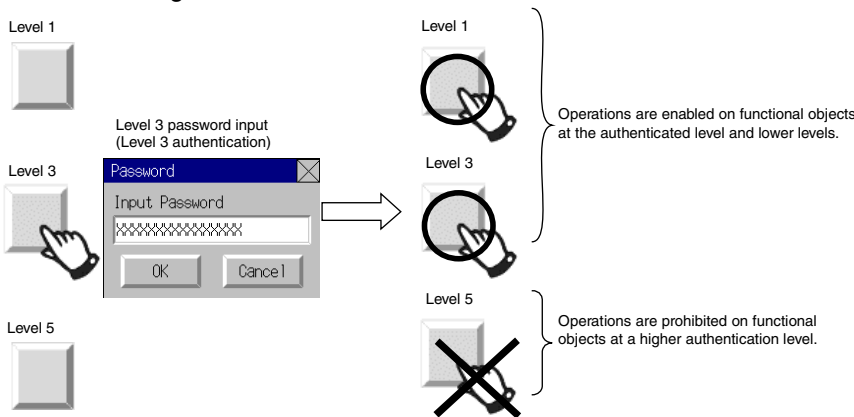 Level 1
Level 3 password input
(Level 3 authentication)
Level 3
Password
Input Password
XXXXXXXXXXXXX
OK
Cancel
Level 5
Level 1
Level 3
Operations are enabled on functional objects
at the authenticated level and lower levels.
Level 5
Operations are prohibited on functional
objects at a higher authentication level.